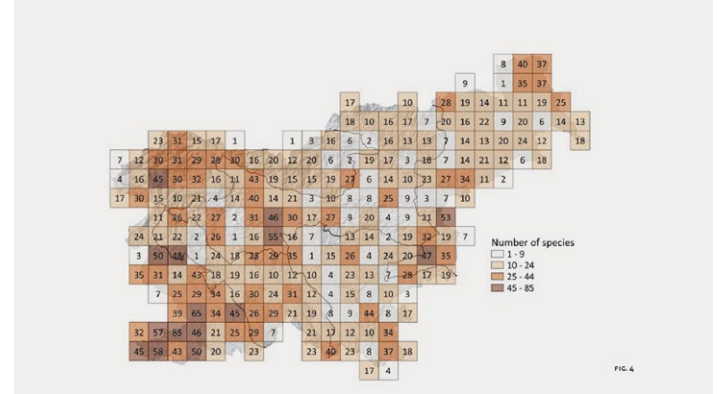 8 40 37
9 1 35 37
17 10 28 19 14 11 11 19 25
18 10 16 17 7 20 16 22 9 20 6 14 13
23 31 15 17 1 1 3 16 6 2 16 13 13 7 14 13 20 24 12 18
7 12 30 31 29 28 30 16 20 12 20 6 2 19 17 3 18 7 14 21 12 6 18
4 16 45 30 32 16 11 43 19 15 15 19 27 6 14 10 23 27 34 11 2
17 30 15 10 21 4 14 40 14 21 3 10 8 8 25 9 3 7 10
11 26 22 27 2 31 46 30 17 27 9 20 4 9 21 53
24 21 22 2 26 1 16 55 16 7 13 14 2 19 32 19 7
3 50 48 1 24 18 23 29 35 1 15 26 4 24 20 47 35
35 31 14 43 18 19 16 10 12 10 4 23 13 7 28 17 19
7 25 29 34 16 30 24 31 12 4 15 8 10 3
39 65 34 45 26 29 21 19 8 9 44 8 17
32 57 85 46 21 25 29 7 21 17 12 10 34
45 58 43 50 20 23 23 40 23 8 37 18
17 4
Number of species
1 - 9
10 - 24
25 - 44
45 - 85
FIG. 4